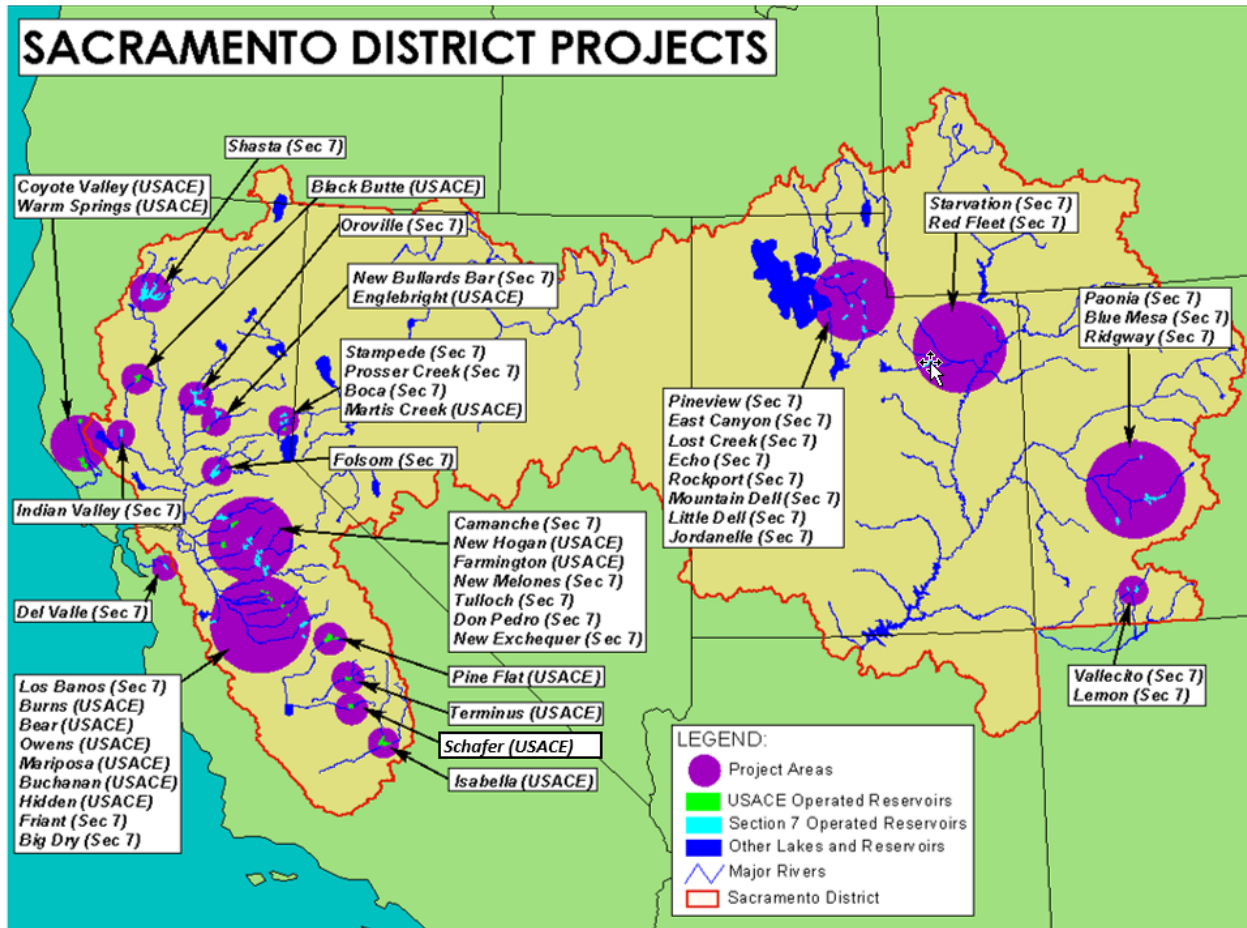 SACRAMENTO DISTRICT PROJECTS
Shasta (Sec 7)
Coyote Valley (USACE)
Warm Springs (USACE)
Black Butte (USACE)
Oroville (Sec 7)
New Bullards Bar (Sec 7)
Englebright (USACE)
Stampede (Sec 7)
Prosser Creek (Sec 7)
Boca (Sec 7)
Martis Creek (USACE)
Folsom (Sec 7)
Indian Valley (Sec 7)
Camanche (Sec 7)
New Hogan (USACE)
Farmington (USACE)
New Melones (Sec 7)
Tulloch (Sec 7)
Don Pedro (Sec 7)
New Exchequer (Sec 7)
Del Valle (Sec 7)
Los Banos (Sec 7)
Burns (USACE)
Bear (USACE)
Owens (USACE)
Mariposa (USACE)
Buchanan (USACE)
Hidden (USACE)
Friant (Sec 7)
Big Dry (Sec 7)
Pine Flat (USACE)
Terminus (USACE)
Schafer (USACE)
Isabella (USACE)
Starvation (Sec 7)
Red Fleet (Sec 7)
Paonia (Sec 7)
Blue Mesa (Sec 7)
Ridgway (Sec 7)
Pineview (Sec 7)
East Canyon (Sec 7)
Lost Creek (Sec 7)
Echo (Sec 7)
Rockport (Sec 7)
Mountain Dell (Sec 7)
Little Dell (Sec 7)
Jordanelle (Sec 7)
Vallecito (Sec 7)
Lemon (Sec 7)
LEGEND:
Project Areas
USACE Operated Reservoirs
Section 7 Operated Reservoirs
Other Lakes and Reservoirs
Major Rivers
Sacramento District